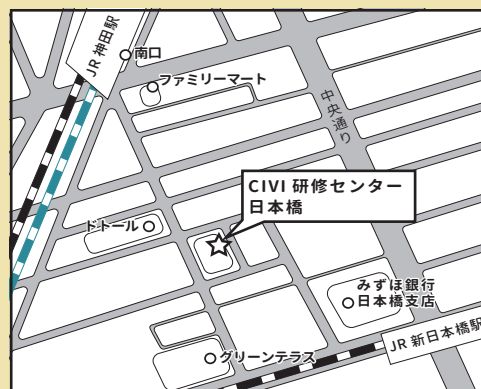 JR 神田駅
南口
ファミリーマート
中央通り
CIVI 研修センター
日本橋
ドトール
みずほ銀行
日本橋支店
JR 新日本橋駅
グリーンテラス